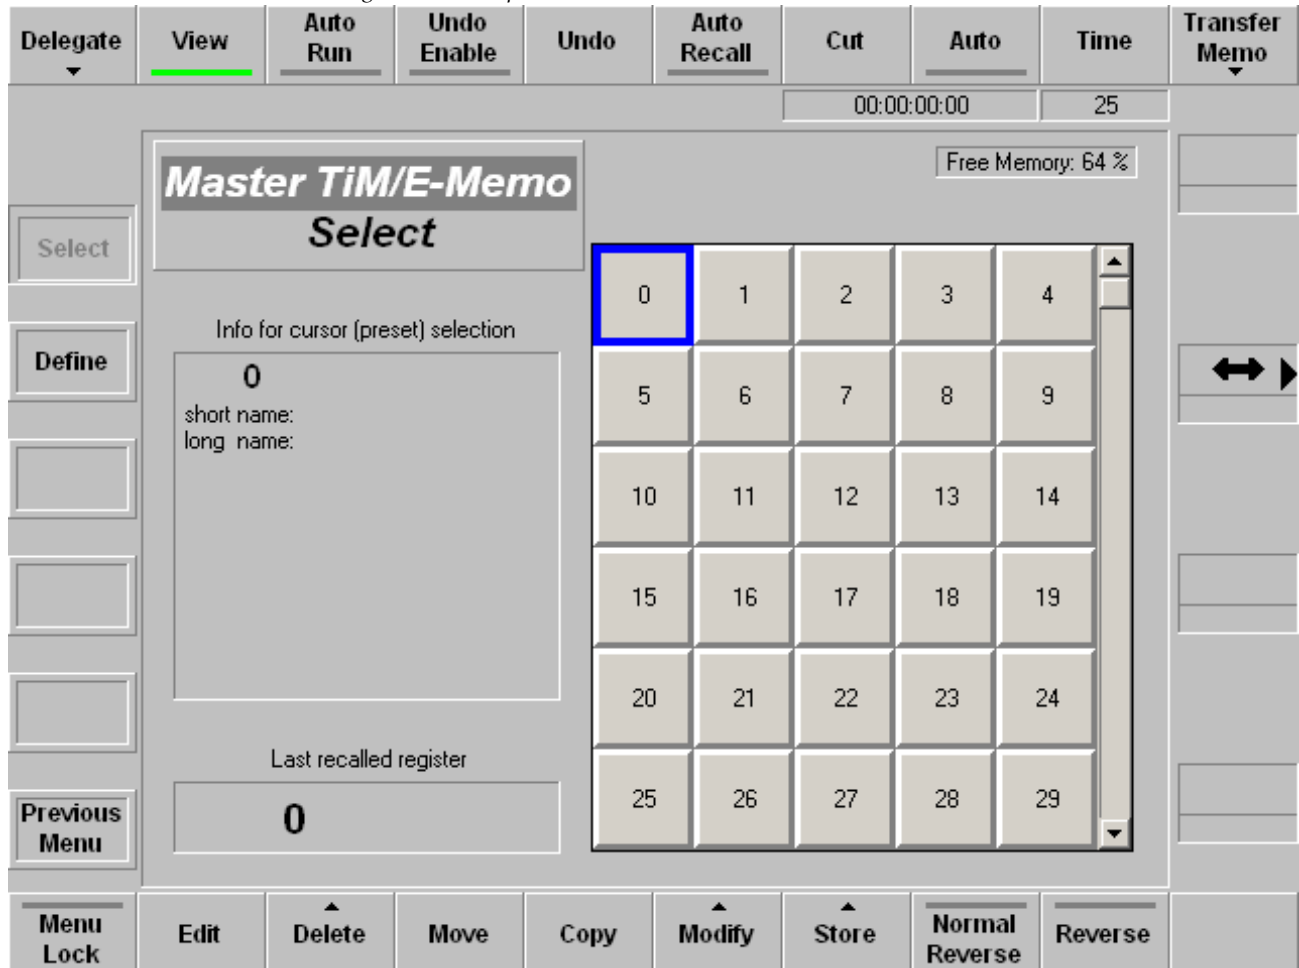 Delegate View Auto Run Undo Enable Undo Auto Recall Cut Auto Time Transfer Memo
00:00:00:00 25
Master TiM/E-Memo
Select
Free Memory: 64 %
Select
Define
Previous Menu
Info for cursor (preset) selection
0
short name:
long name:
Last recalled register
0
0 1 2 3 4
5 6 7 8 9
10 11 12 13 14
15 16 17 18 19
20 21 22 23 24
25 26 27 28 29
Menu Lock Edit Delete Move Copy Modify Store Normal Reverse Reverse